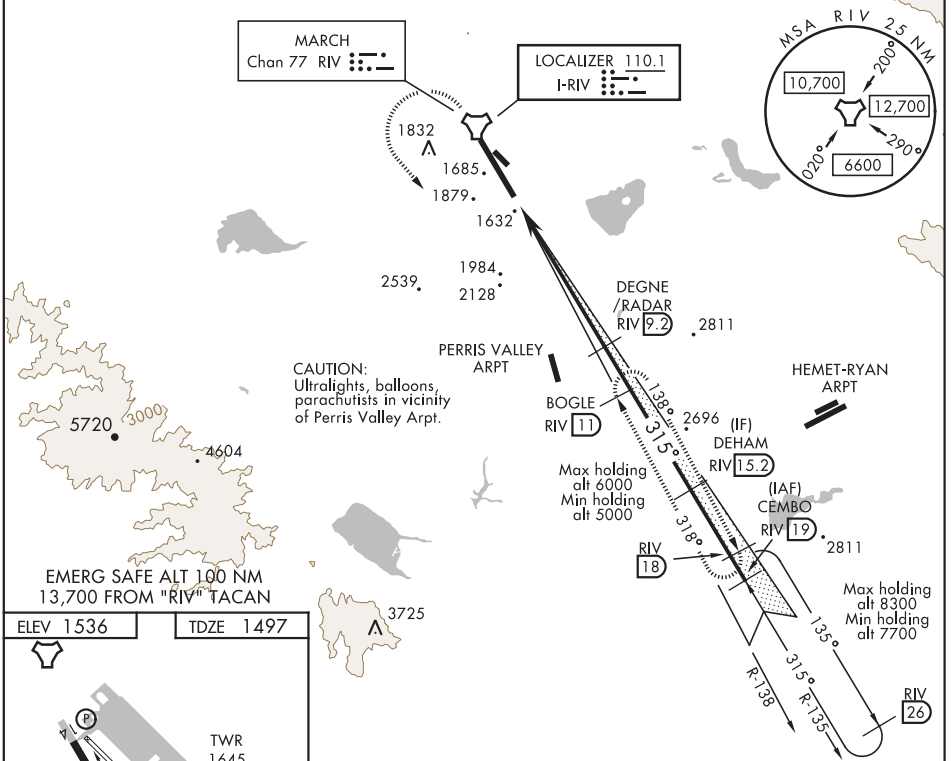 MARCH
Chan 77 RIV
LOCALIZER 110.1
I-RIV
MSA RIV 25 NM
200°
10,700
12,700
020°
290°
6600
1832
1685
1879
1632
1984
2539
2128
DEGNE
/RADAR
RIV 9.2
2811
PERRIS VALLEY
ARPT
HEMET-RYAN
ARPT
CAUTION:
Ultralights, balloons,
parachutists in vicinity
of Perris Valley Arpt.
BOGLE
RIV 11
138°
2696
315°
(IF)
DEHAM
RIV 15.2
5720
3000
4604
Max holding
alt 6000
Min holding
alt 5000
318°
(IAF)
CEMBO
RIV 19
2811
RIV
18
A
EMERG SAFE ALT 100 NM
13,700 FROM "RIV" TACAN
Max holding
alt 8300
Min holding
alt 7700
ELEV 1536
TDZE 1497
3725
135°
315°
R-138
R-135
RIV
26
P
14
TWR
1645